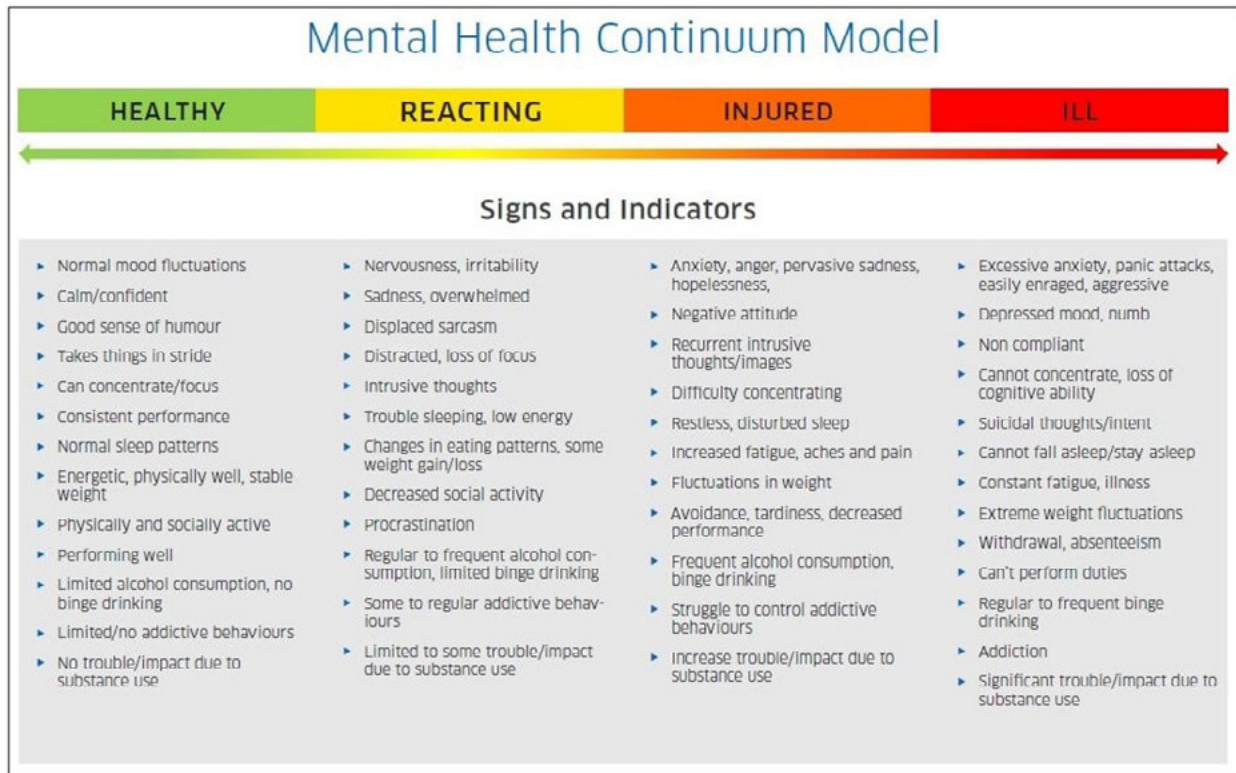 Mental Health Continuum Model
HEALTHY
REACTING
INJURED
ILL
Signs and Indicators
Normal mood fluctuations
Calm/confident
Good sense of humour
Takes things in stride
Can concentrate/focus
Consistent performance
Normal sleep patterns
Energetic, physically well, stable
weight
Physically and socially active
Performing well
Limited alcohol consumption, no
binge drinking
Limited/no addictive behaviours
No trouble/impact due to
substance use
Nervousness, irritability
Sadness, overwhelmed
Displaced sarcasm
Distracted, loss of focus
Intrusive thoughts
Trouble sleeping, low energy
Changes in eating patterns, some
weight gain/loss
Decreased social activity
Procrastination
Regular to frequent alcohol con-
sumption, limited binge drinking
Some to regular addictive behav-
iours
Limited to some trouble/impact
due to substance use
Anxiety, anger, pervasive sadness,
hopelessness,
Negative attitude
Recurrent intrusive
thoughts/images
Difficulty concentrating
Restless, disturbed sleep
Increased fatigue, aches and pain
Fluctuations in weight
Avoidance, tardiness, decreased
performance
Frequent alcohol consumption,
binge drinking
Struggle to control addictive
behaviours
Increase trouble/impact due to
substance use
Excessive anxiety, panic attacks,
easily enraged, aggressive
Depressed mood, numb
Non compliant
Cannot concentrate, loss of
cognitive ability
Suicidal thoughts/intent
Cannot fall asleep/stay asleep
Constant fatigue, illness
Extreme weight fluctuations
Withdrawal, absenteeism
Can't perform duties
Regular to frequent binge
drinking
Addiction
Significant trouble/impact due to
substance use